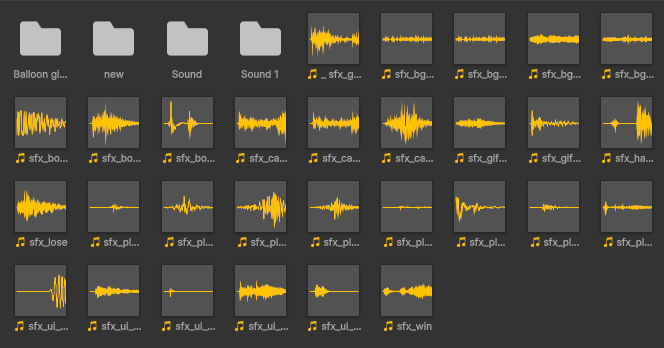 Balloon gi...
new
Sound
Sound 1
_ sfx_g...
sfx_bg...
sfx_bg...
sfx_bg...
sfx_bg...
sfx_bo...
sfx_bo...
sfx_bo...
sfx_ca...
sfx_ca...
sfx_ca...
sfx_gif...
sfx_gif...
sfx_ha...
sfx_lose
sfx_pl...
sfx_pl...
sfx_pl...
sfx_pl...
sfx_pl...
sfx_pl...
sfx_pl...
sfx_pl...
sfx_ui_...
sfx_ui_...
sfx_ui_...
sfx_ui_...
sfx_ui_...
sfx_win